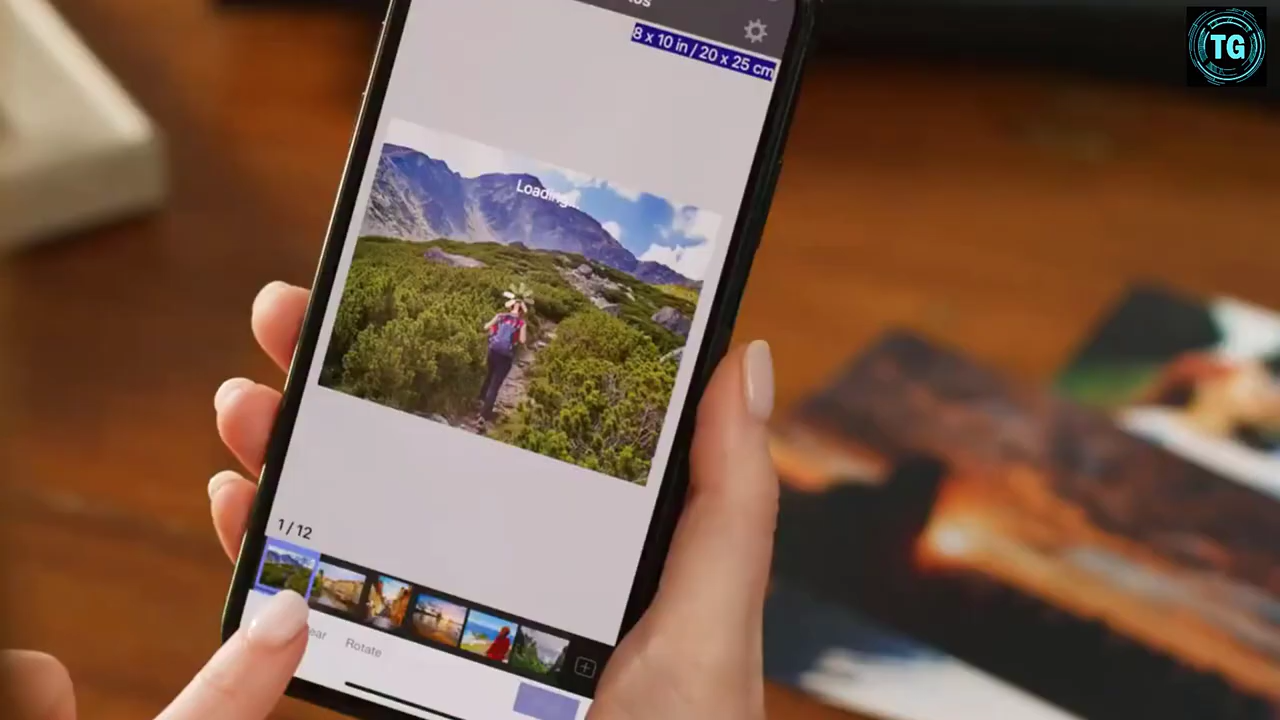 TG
8 x 10 in / 20 x 25 cm
Loading...
1 / 12
Rotate